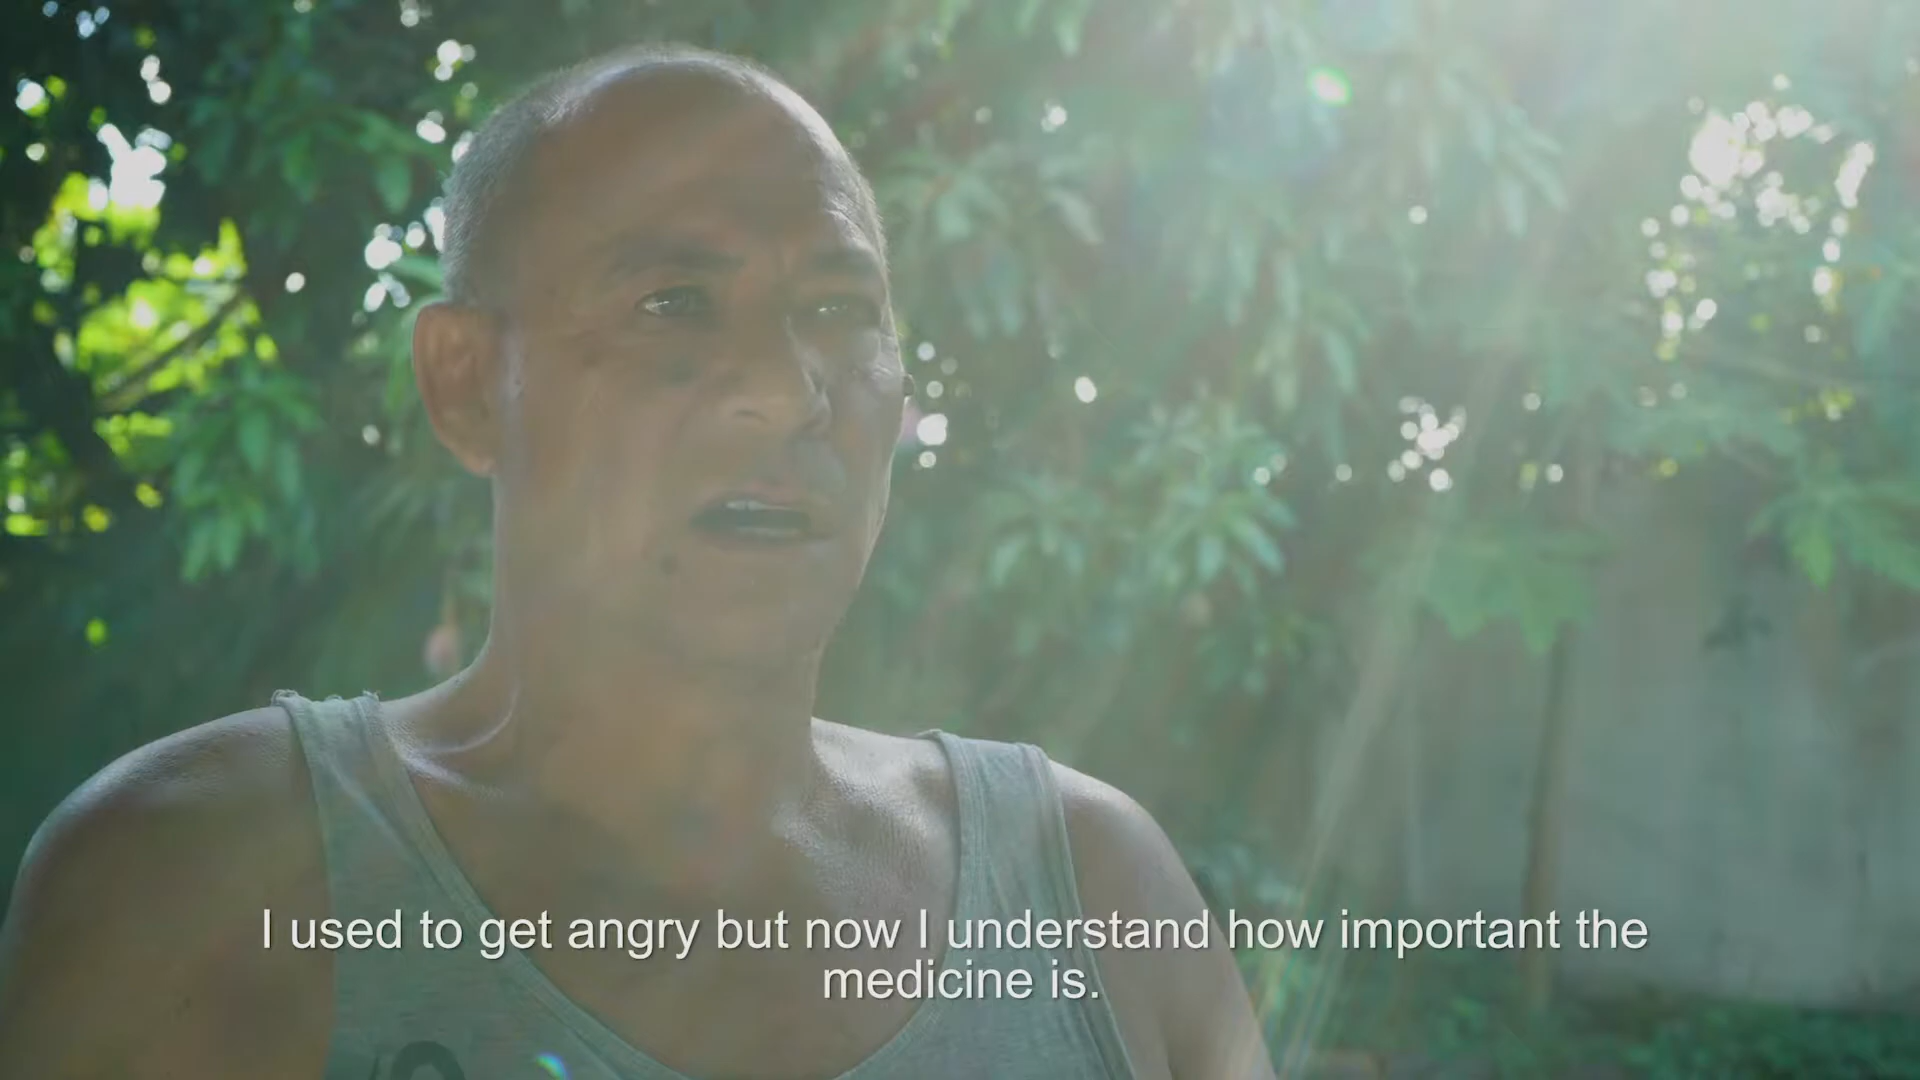 I used to get angry but now I understand how important the
medicine is.